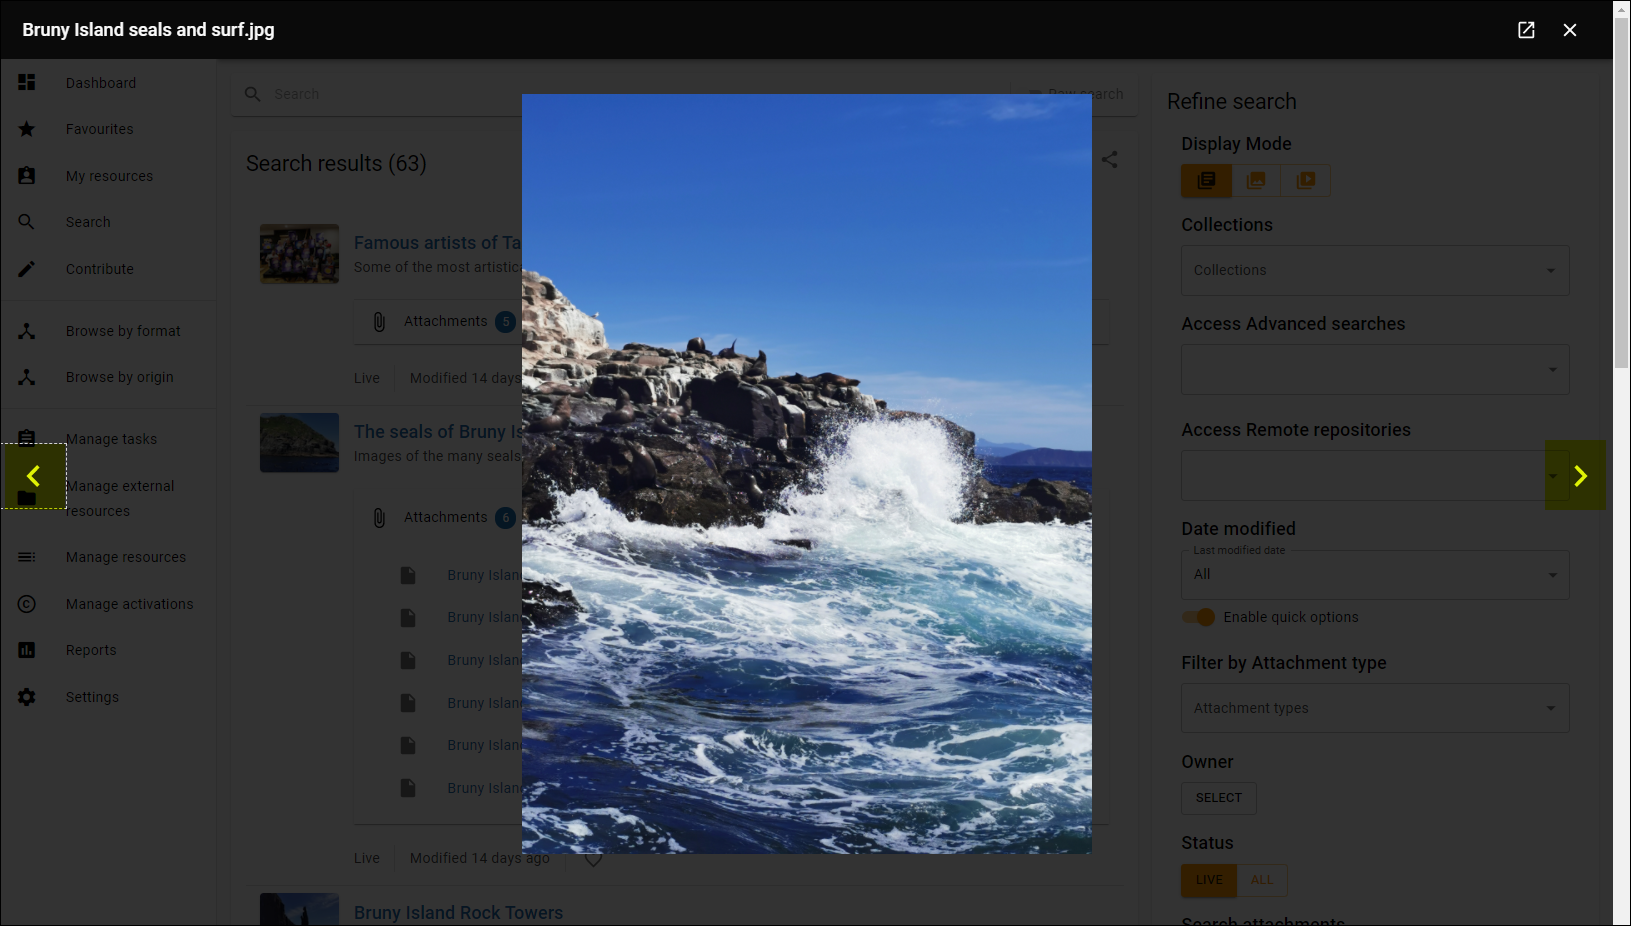 Bruny Island seals and surf.jpg
Dashboard
Favourites
My resources
Search
Contribute
Browse by format
Browse by origin
Manage tasks
Manage external
resources
Manage resources
Manage activations
Reports
Settings
Search
search
Search results (63)
Famous artists of Ta
Some of the most artistic
Attachments 5
Live
Modified 14 days
The seals of Bruny Is
Images of the many seals
Attachments 6
Bruny Islan
Bruny Islan
Bruny Islan
Bruny Islan
Bruny Islan
Bruny Islan
Live
Modified 14 days ago
Bruny Island Rock Towers
Refine search
Display Mode
Collections
Collections
Access Advanced searches
Access Remote repositories
Date modified
Last modified date
All
Enable quick options
Filter by Attachment type
Attachment types
Owner
SELECT
Status
LIVE
ALL
Search attachments